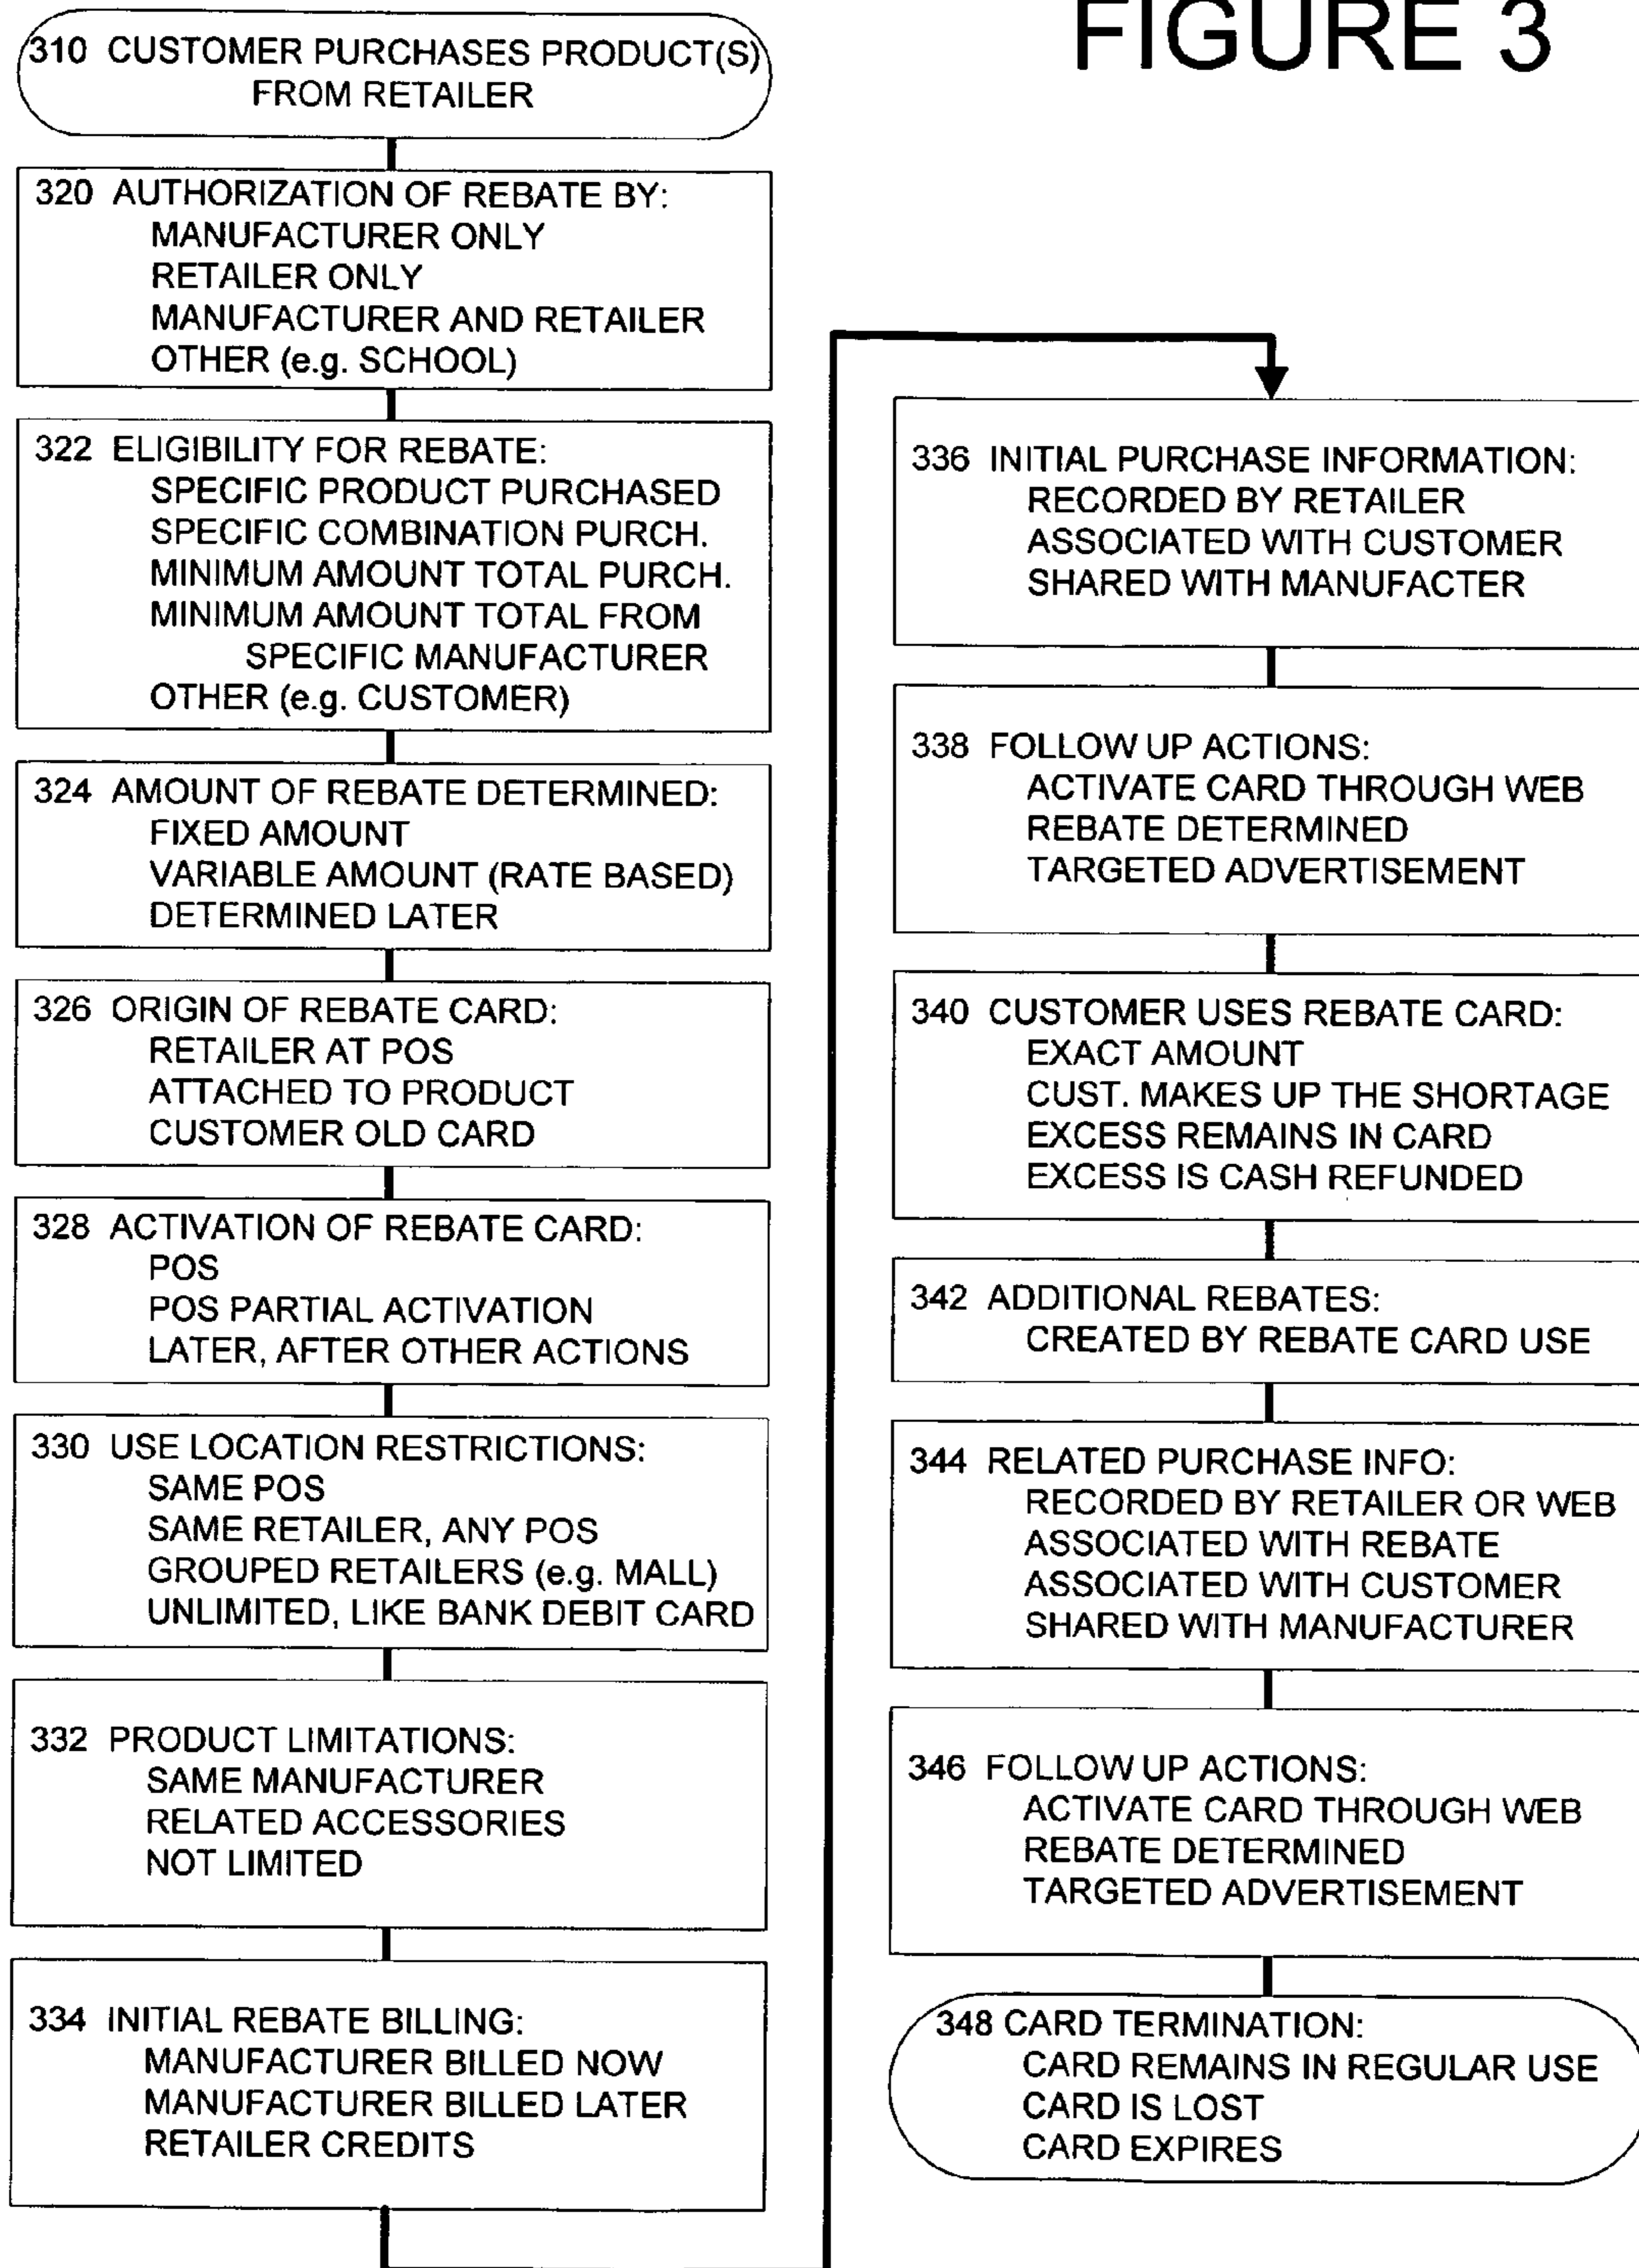 FIGURE 3
310 CUSTOMER PURCHASES PRODUCT(S)
FROM RETAILER
320 AUTHORIZATION OF REBATE BY:
MANUFACTURER ONLY
RETAILER ONLY
MANUFACTURER AND RETAILER
OTHER (e.g. SCHOOL)
322 ELIGIBILITY FOR REBATE:
SPECIFIC PRODUCT PURCHASED
SPECIFIC COMBINATION PURCH.
MINIMUM AMOUNT TOTAL PURCH.
MINIMUM AMOUNT TOTAL FROM
SPECIFIC MANUFACTURER
OTHER (e.g. CUSTOMER)
324 AMOUNT OF REBATE DETERMINED:
FIXED AMOUNT
VARIABLE AMOUNT (RATE BASED)
DETERMINED LATER
326 ORIGIN OF REBATE CARD:
RETAILER AT POS
ATTACHED TO PRODUCT
CUSTOMER OLD CARD
328 ACTIVATION OF REBATE CARD:
POS
POS PARTIAL ACTIVATION
LATER, AFTER OTHER ACTIONS
330 USE LOCATION RESTRICTIONS:
SAME POS
SAME RETAILER, ANY POS
GROUPED RETAILERS (e.g. MALL)
UNLIMITED, LIKE BANK DEBIT CARD
332 PRODUCT LIMITATIONS:
SAME MANUFACTURER
RELATED ACCESSORIES
NOT LIMITED
334 INITIAL REBATE BILLING:
MANUFACTURER BILLED NOW
MANUFACTURER BILLED LATER
RETAILER CREDITS
336 INITIAL PURCHASE INFORMATION:
RECORDED BY RETAILER
ASSOCIATED WITH CUSTOMER
SHARED WITH MANUFACTER
338 FOLLOW UP ACTIONS:
ACTIVATE CARD THROUGH WEB
REBATE DETERMINED
TARGETED ADVERTISEMENT
340 CUSTOMER USES REBATE CARD:
EXACT AMOUNT
CUST. MAKES UP THE SHORTAGE
EXCESS REMAINS IN CARD
EXCESS IS CASH REFUNDED
342 ADDITIONAL REBATES:
CREATED BY REBATE CARD USE
344 RELATED PURCHASE INFO:
RECORDED BY RETAILER OR WEB
ASSOCIATED WITH REBATE
ASSOCIATED WITH CUSTOMER
SHARED WITH MANUFACTURER
346 FOLLOW UP ACTIONS:
ACTIVATE CARD THROUGH WEB
REBATE DETERMINED
TARGETED ADVERTISEMENT
348 CARD TERMINATION:
CARD REMAINS IN REGULAR USE
CARD IS LOST
CARD EXPIRES